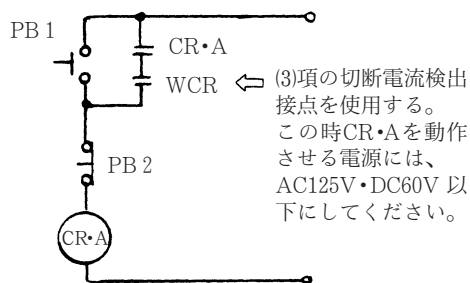 PB 1
CR•A
WCR
⇦ (3)項の切断電流検出
接点を使用する。
この時CR•Aを動作
させる電源には、
AC125V・DC60V 以
下にしてください。
PB 2
CR•A